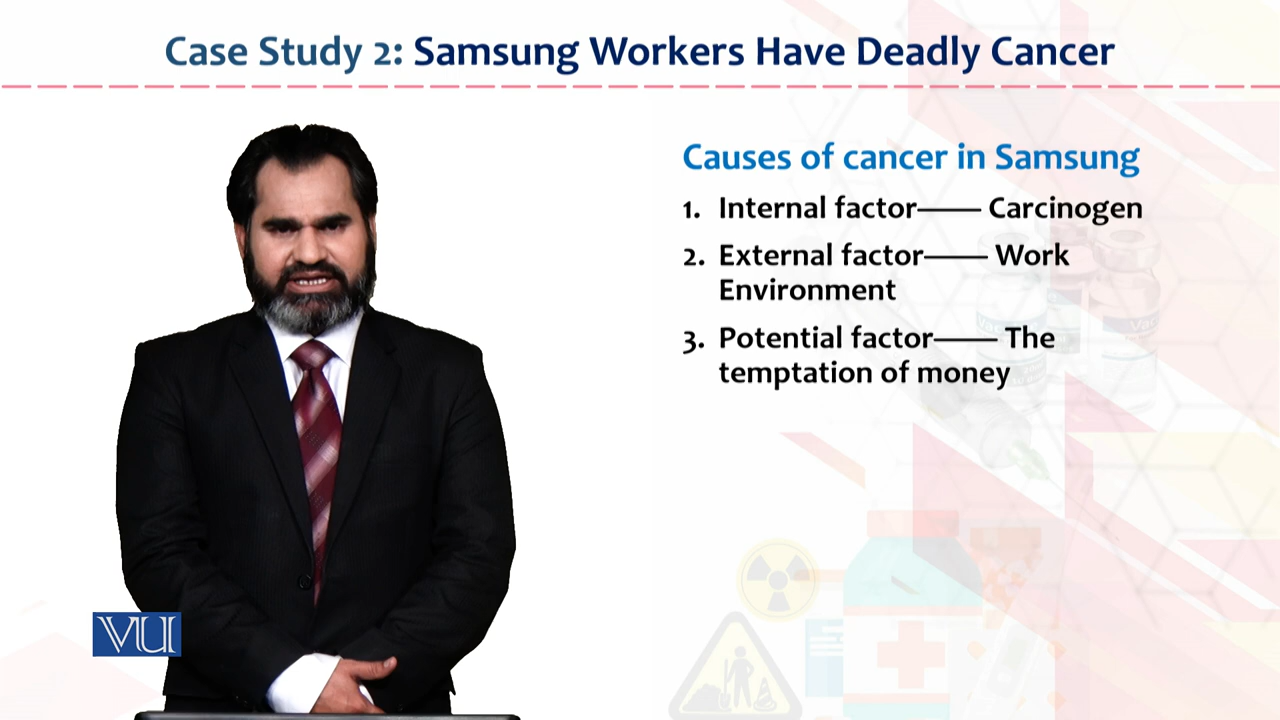 Case Study 2: Samsung Workers Have Deadly Cancer
Causes of cancer in Samsung
1. Internal factor—— Carcinogen
2. External factor—— Work
Environment
3. Potential factor—— The
temptation of money
VU